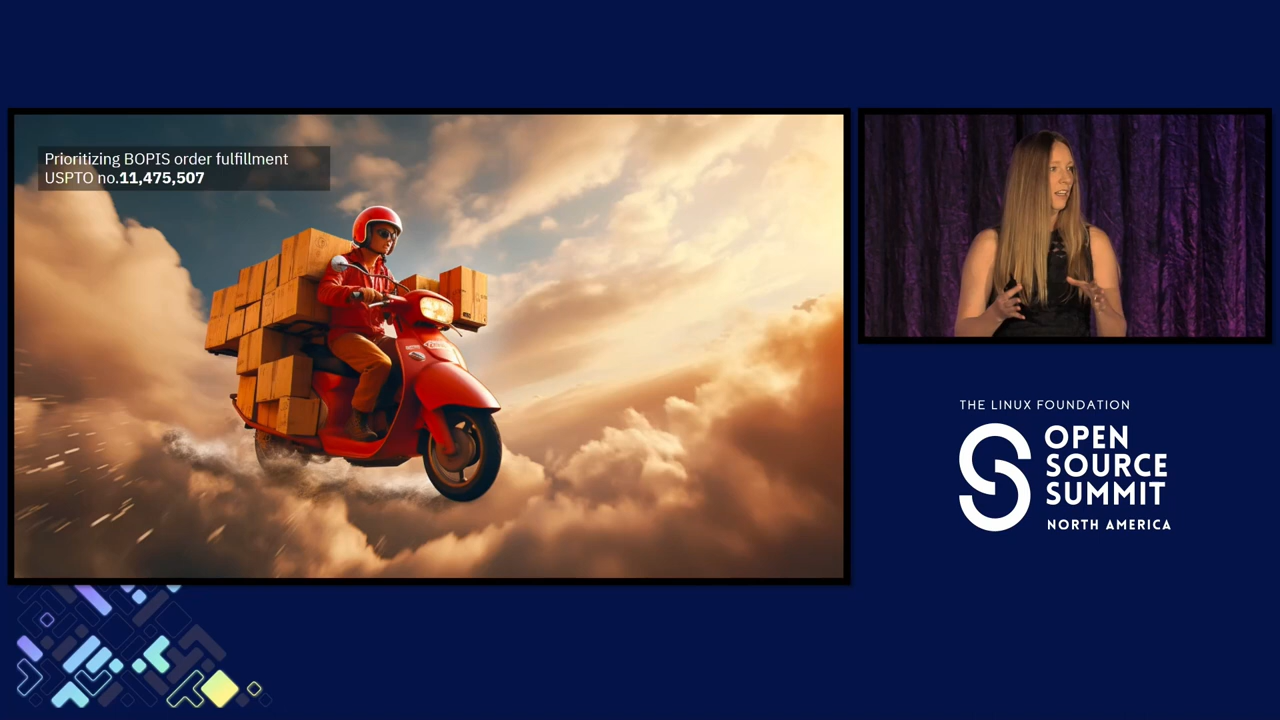 Prioritizing BOPIS order fulfillment
USPTO no.11,475,507
THE LINUX FOUNDATION
OPEN
SOURCE
SUMMIT
NORTH AMERICA